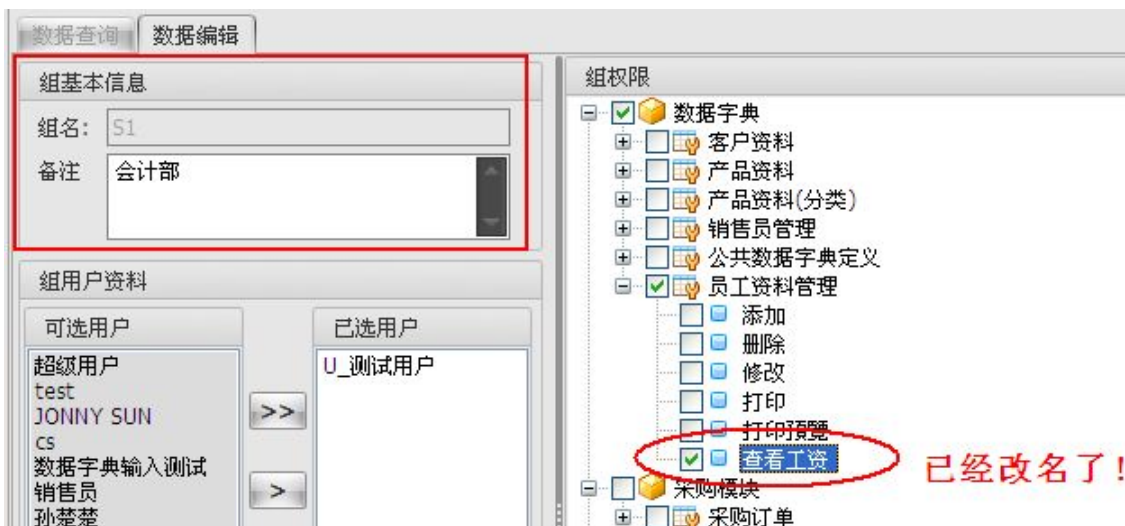 数据查询
数据编辑
组基本信息
组名:
S1
备注
会计部
组用户资料
可选用户
超级用户
test
JONNY SUN
cs
数据字典输入测试
销售员
孙楚楚
>>
>
已选用户
U_测试用户
组权限
数据字典
客户资料
产品资料
产品资料(分类)
销售员管理
公共数据字典定义
员工资料管理
添加
删除
修改
打印
打印預覽
查看工资
已经改名了!
采购模块
采购订单